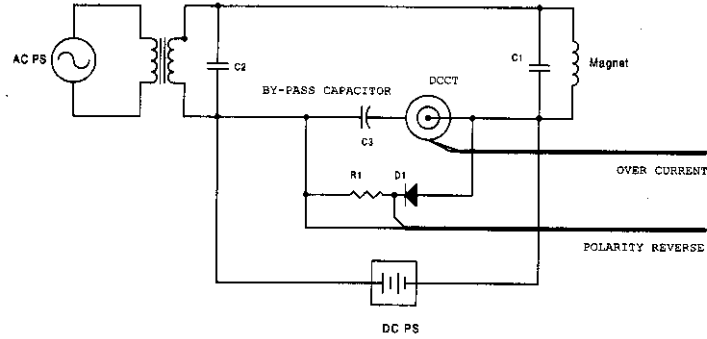 AC PS
C2
C1
Magnet
BY-PASS CAPACITOR
DCCT
C3
OVER CURRENT
R1
D1
POLARITY REVERSE
DC PS